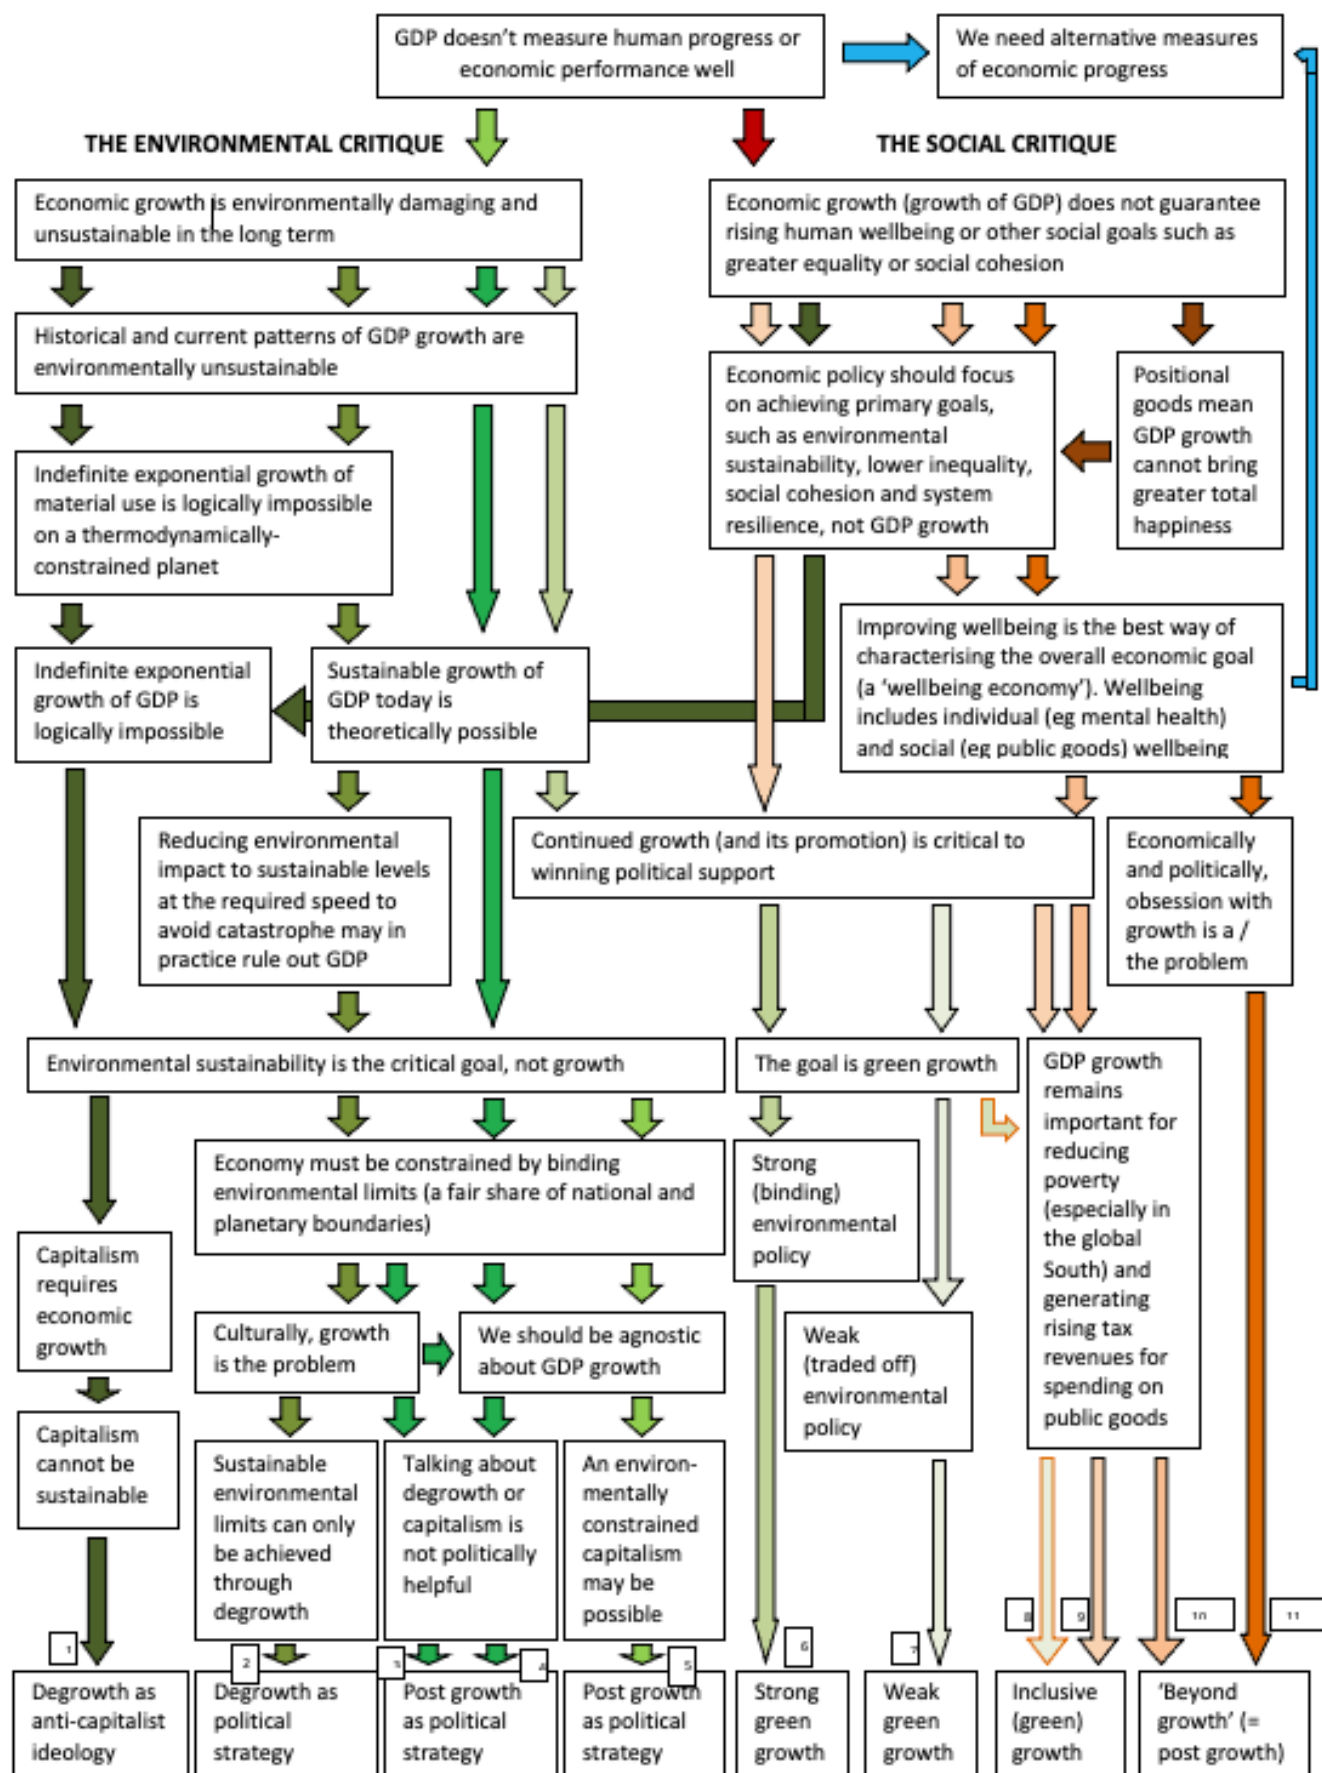 GDP doesn't measure human progress or
economic performance well
We need alternative measures
of economic progress
THE ENVIRONMENTAL CRITIQUE
THE SOCIAL CRITIQUE
Economic growth is environmentally damaging and
unsustainable in the long term
Economic growth (growth of GDP) does not guarantee
rising human wellbeing or other social goals such as
greater equality or social cohesion
Historical and current patterns of GDP growth are
environmentally unsustainable
Economic policy should focus
on achieving primary goals,
such as environmental
sustainability, lower inequality,
social cohesion and system
resilience, not GDP growth
Positional
goods mean
GDP growth
cannot bring
greater total
happiness
Indefinite exponential growth of
material use is logically impossible
on a thermodynamically-
constrained planet
Improving wellbeing is the best way of
characterising the overall economic goal
(a 'wellbeing economy'). Wellbeing
includes individual (eg mental health)
and social (eg public goods) wellbeing
Indefinite exponential
growth of GDP is
logically impossible
Sustainable growth of
GDP today is
theoretically possible
Reducing environmental
impact to sustainable levels
at the required speed to
avoid catastrophe may in
practice rule out GDP
Continued growth (and its promotion) is critical to
winning political support
Economically
and politically,
obsession with
growth is a /
the problem
Environmental sustainability is the critical goal, not growth
The goal is green growth
GDP growth
remains
important for
reducing
poverty
(especially in
the global
South) and
generating
rising tax
revenues for
spending on
public goods
Economy must be constrained by binding
environmental limits (a fair share of national and
planetary boundaries)
Strong
(binding)
environmental
policy
Capitalism
requires
economic
growth
Culturally, growth
is the problem
We should be agnostic
about GDP growth
Weak
(traded off)
environmental
policy
Capitalism
cannot be
sustainable
Sustainable
environmental
limits can only
be achieved
through
degrowth
Talking about
degrowth or
capitalism is
not politically
helpful
An environ-
mentally
constrained
capitalism
may be
possible
1
2
3
4
5
6
7
8
9
10
11
Degrowth as
anti-capitalist
ideology
Degrowth as
political
strategy
Post growth
as political
strategy
Post growth
as political
strategy
Strong
green
growth
Weak
green
growth
Inclusive
(green)
growth
'Beyond
growth' (=
post growth)